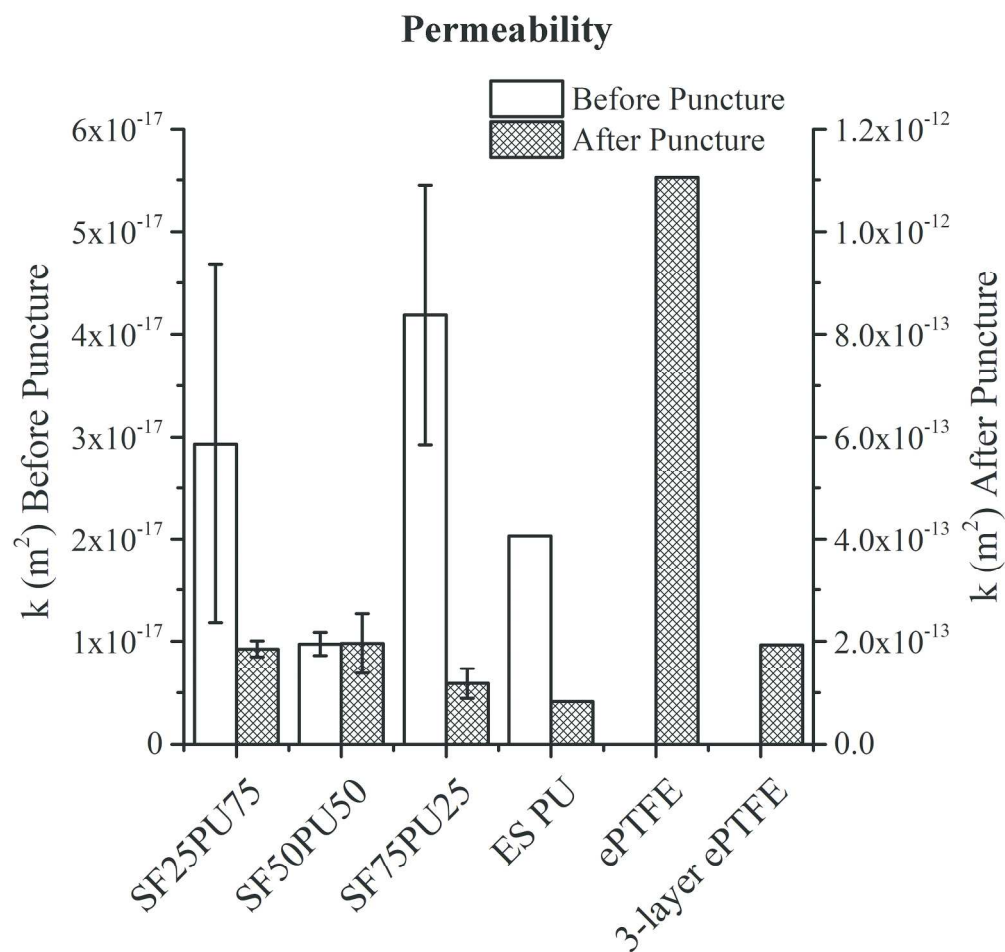 Permeability
Before Puncture
After Puncture
6x10⁻¹⁷
5x10⁻¹⁷
4x10⁻¹⁷
3x10⁻¹⁷
2x10⁻¹⁷
1x10⁻¹⁷
0
k (m²) Before Puncture
1.2x10⁻¹²
1.0x10⁻¹²
8.0x10⁻¹³
6.0x10⁻¹³
4.0x10⁻¹³
2.0x10⁻¹³
0.0
k (m²) After Puncture
SF25PU75
SF50PU50
SF75PU25
ES PU
ePTFE
3-layer ePTFE